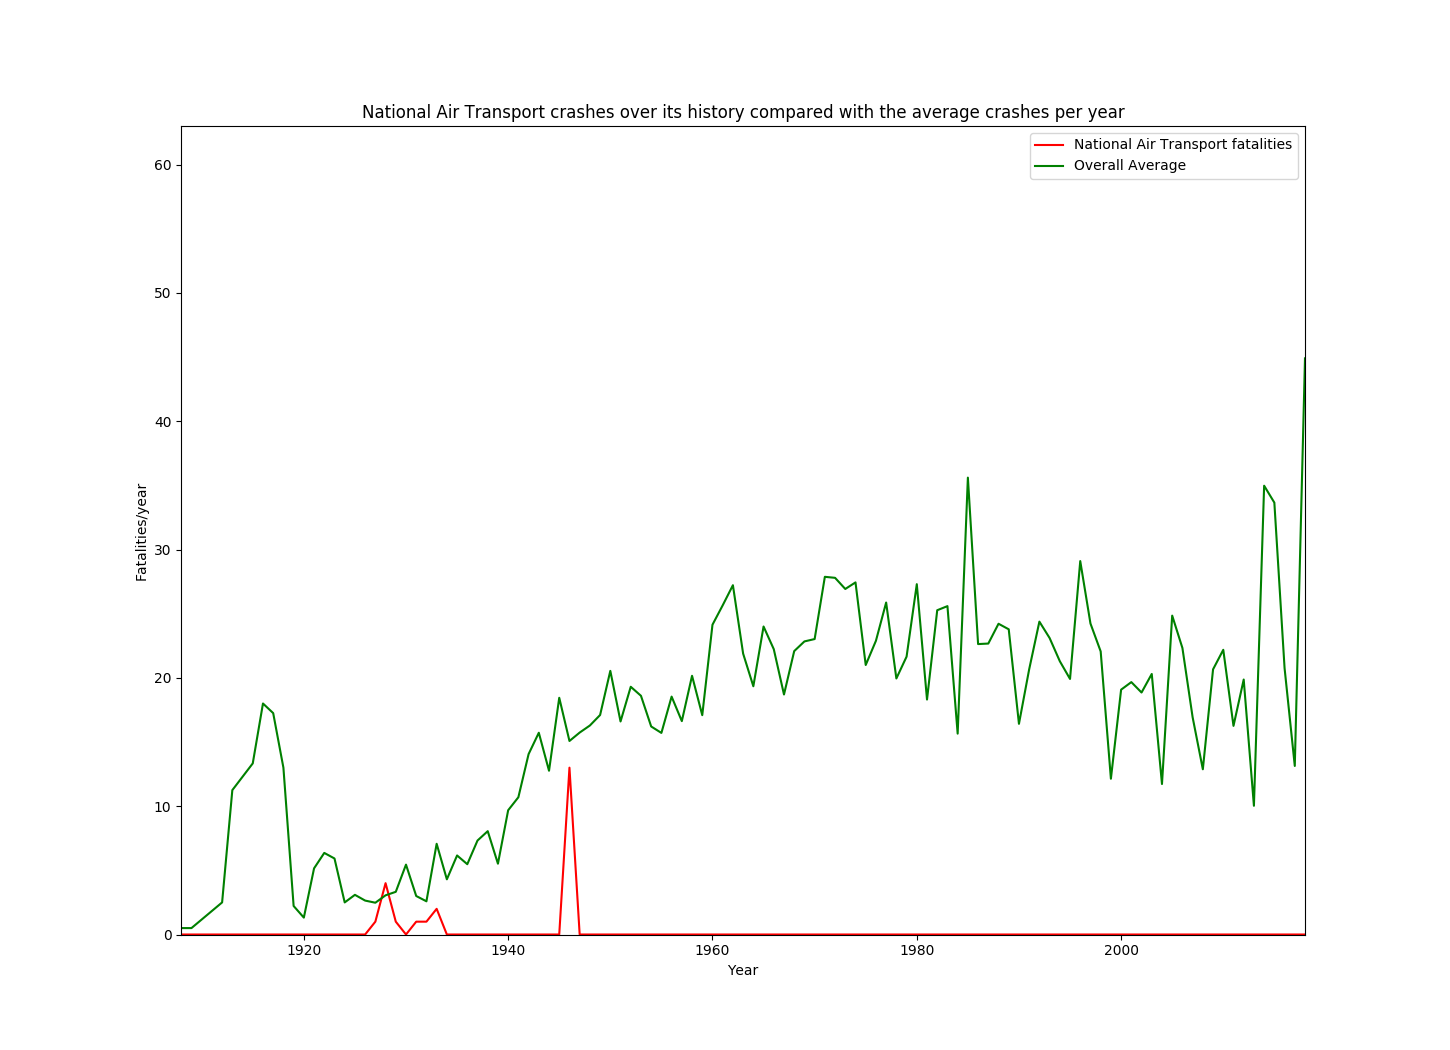 National Air Transport crashes over its history compared with the average crashes per year
National Air Transport fatalities
Overall Average
60
50
40
30
20
10
0
Fatalities/year
1920
1940
1960
1980
2000
Year